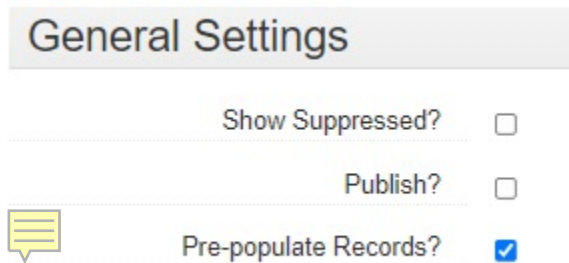 General Settings
Show Suppressed?
Publish?
Pre-populate Records?